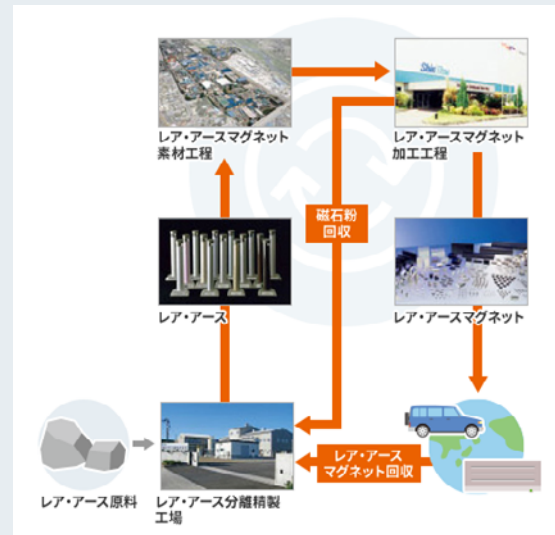 レア・アースマグネット
素材工程
レア・アースマグネット
加工工程
磁石粉
回収
レア・アース
レア・アースマグネット
レア・アース
マグネット回収
レア・アース原料
レア・アース分離精製
工場